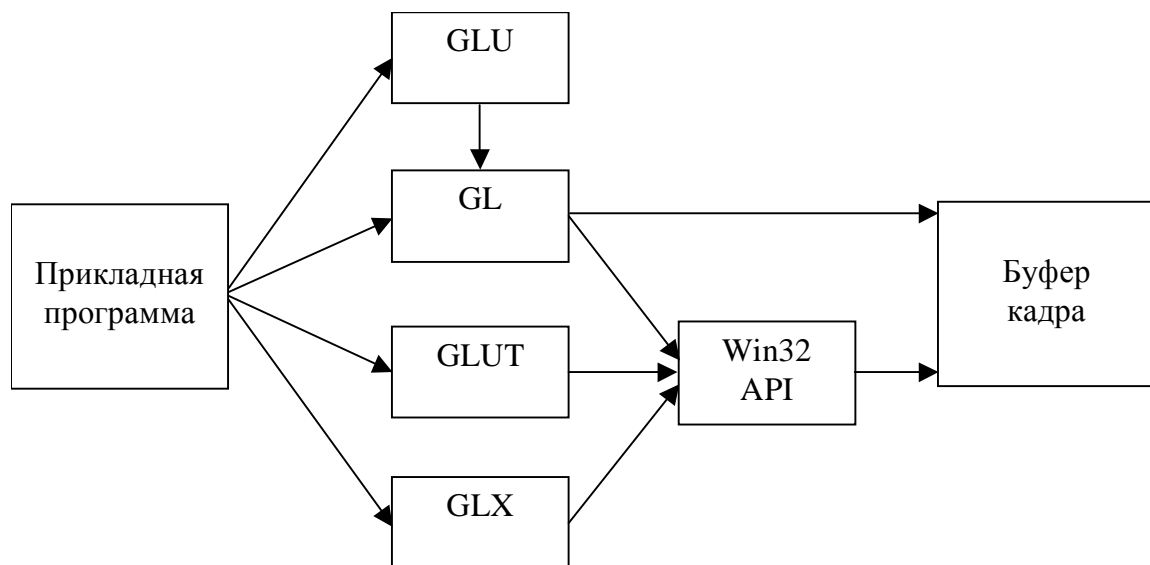 GLU
GL
Прикладная
программа
Буфер
кадра
GLUT
Win32
API
GLX